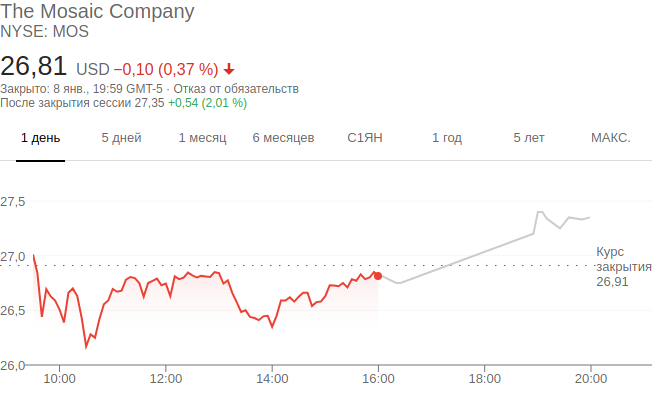 The Mosaic Company
NYSE: MOS
26,81 USD −0,10 (0,37 %)
Закрыто: 8 янв., 19:59 GMT-5 · Отказ от обязательств
После закрытия сессии 27,35 +0,54 (2,01 %)
1 день 5 дней 1 месяц 6 месяцев С1ЯН 1 год 5 лет МАКС.
27,5
27,0
26,5
26,0
Курс
закрытия
26,91
10:00 12:00 14:00 16:00 18:00 20:00